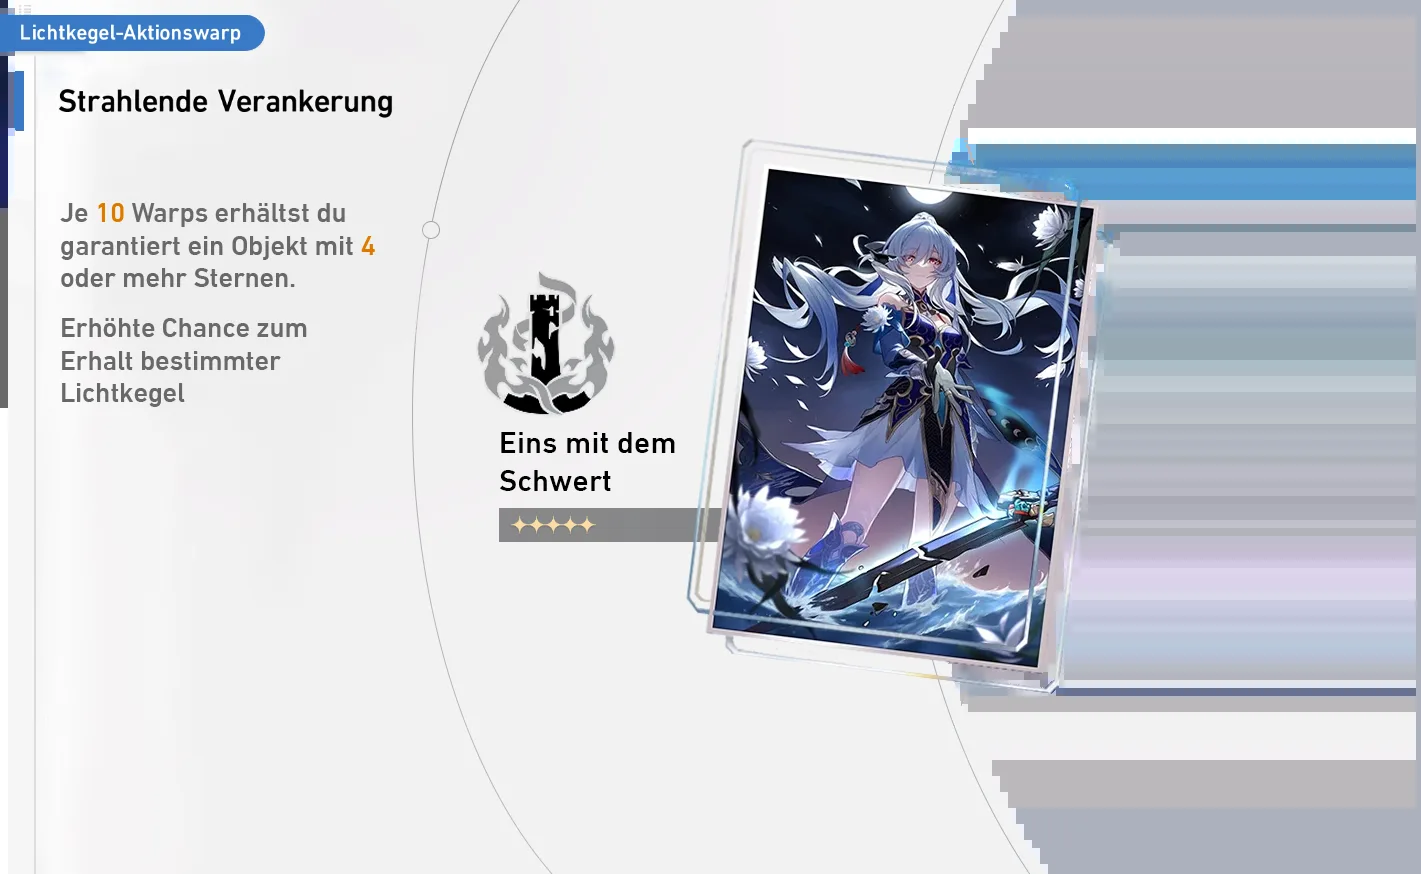 Lichtkegel-Aktionswarp
Strahlende Verankerung
Je 10 Warps erhältst du
garantiert ein Objekt mit 4
oder mehr Sternen.
Erhöhte Chance zum
Erhalt bestimmter
Lichtkegel
Eins mit dem
Schwert